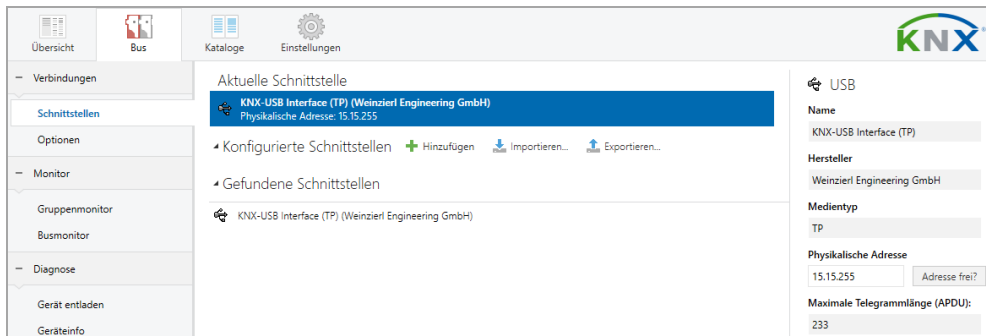 Übersicht
Bus
Kataloge
Einstellungen
KNX®
Verbindungen
Schnittstellen
Optionen
Monitor
Gruppenmonitor
Busmonitor
Diagnose
Gerät entladen
Geräteinfo
Aktuelle Schnittstelle
KNX-USB Interface (TP) (Weinzierl Engineering GmbH)
Physikalische Adresse: 15.15.255
Konfigurierte Schnittstellen Hinzufügen Importieren... Exportieren...
Gefundene Schnittstellen
KNX-USB Interface (TP) (Weinzierl Engineering GmbH)
USB
Name
KNX-USB Interface (TP)
Hersteller
Weinzierl Engineering GmbH
Medientyp
TP
Physikalische Adresse
15.15.255 Adresse frei?
Maximale Telegrammlänge (APDU):
233